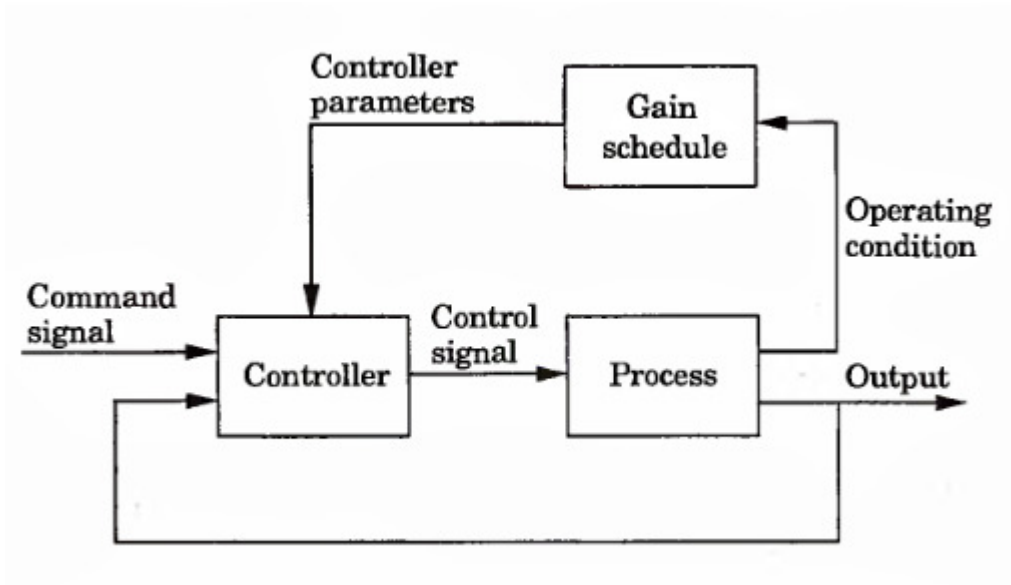 Controller
parameters
Gain
schedule
Operating
condition
Command
signal
Controller
Control
signal
Process
Output